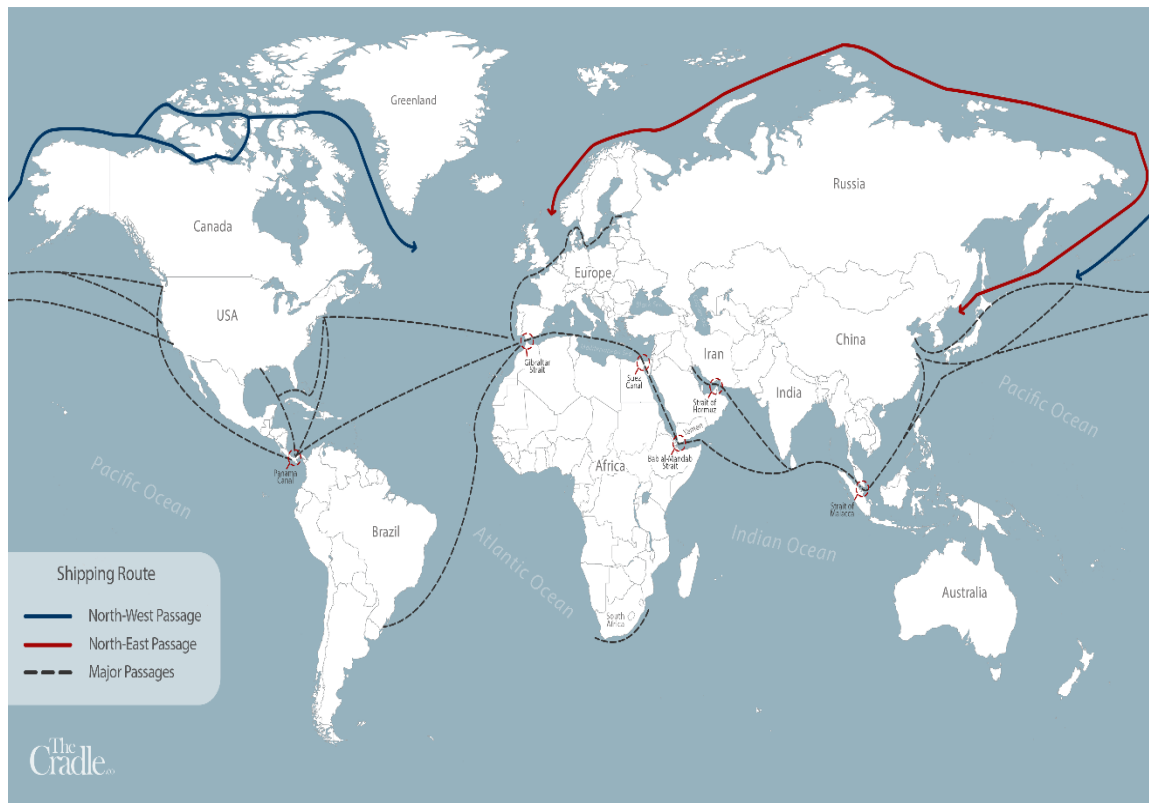 Greenland
Russia
Canada
Europe
USA
China
Iran
Gibraltar
Strait
Suez
Canal
India
Strait of
Hormuz
Pacific Ocean
Yemen
Bab al-Mandab
Strait
Africa
Panama
Canal
Pacific Ocean
Strait of
Molocca
Brazil
Atlantic Ocean
Indian Ocean
Australia
South
Africa
Shipping Route
North-West Passage
North-East Passage
Major Passages
The
Cradle.co